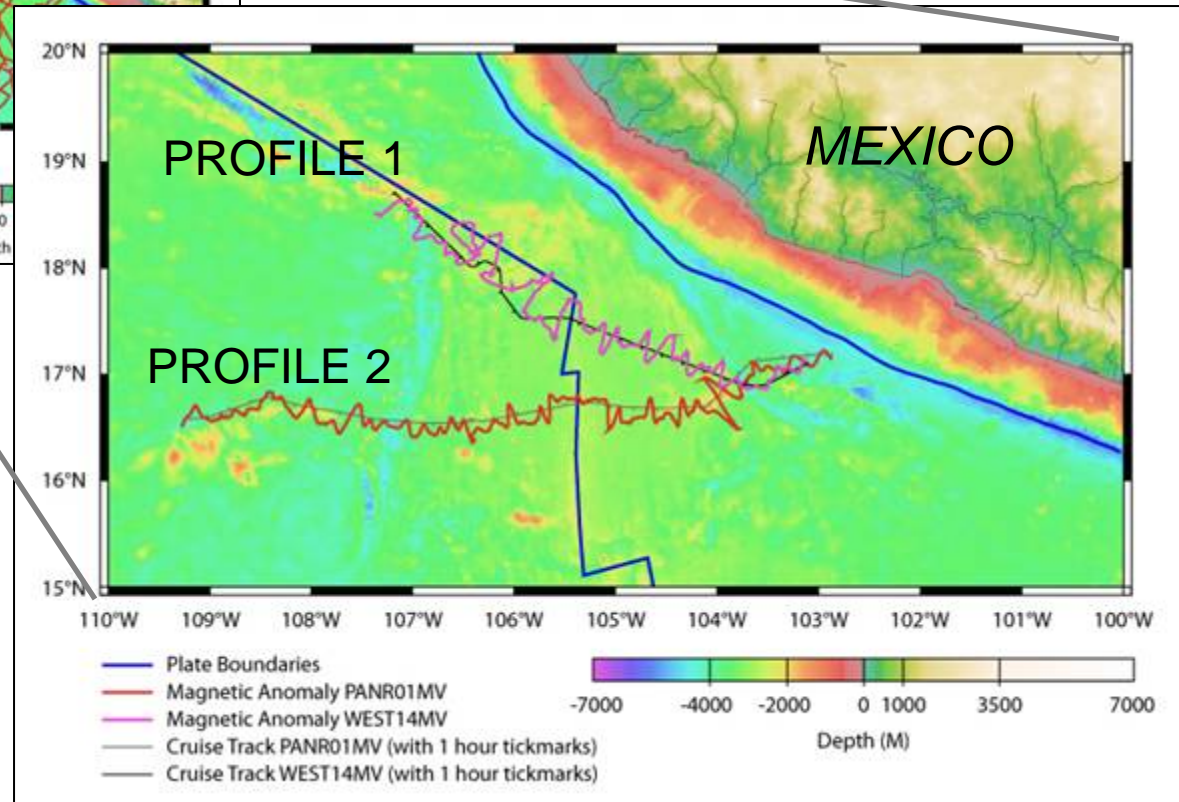 20°N
PROFILE 1
MEXICO
19°N
18°N
PROFILE 2
17°N
16°N
15°N
110°W 109°W 108°W 107°W 106°W 105°W 104°W 103°W 102°W 101°W 100°W
Plate Boundaries
Magnetic Anomaly PANR01MV
Magnetic Anomaly WEST14MV
Cruise Track PANR01MV (with 1 hour tickmarks)
Cruise Track WEST14MV (with 1 hour tickmarks)
-7000 -4000 -2000 0 1000 3500 7000
Depth (M)